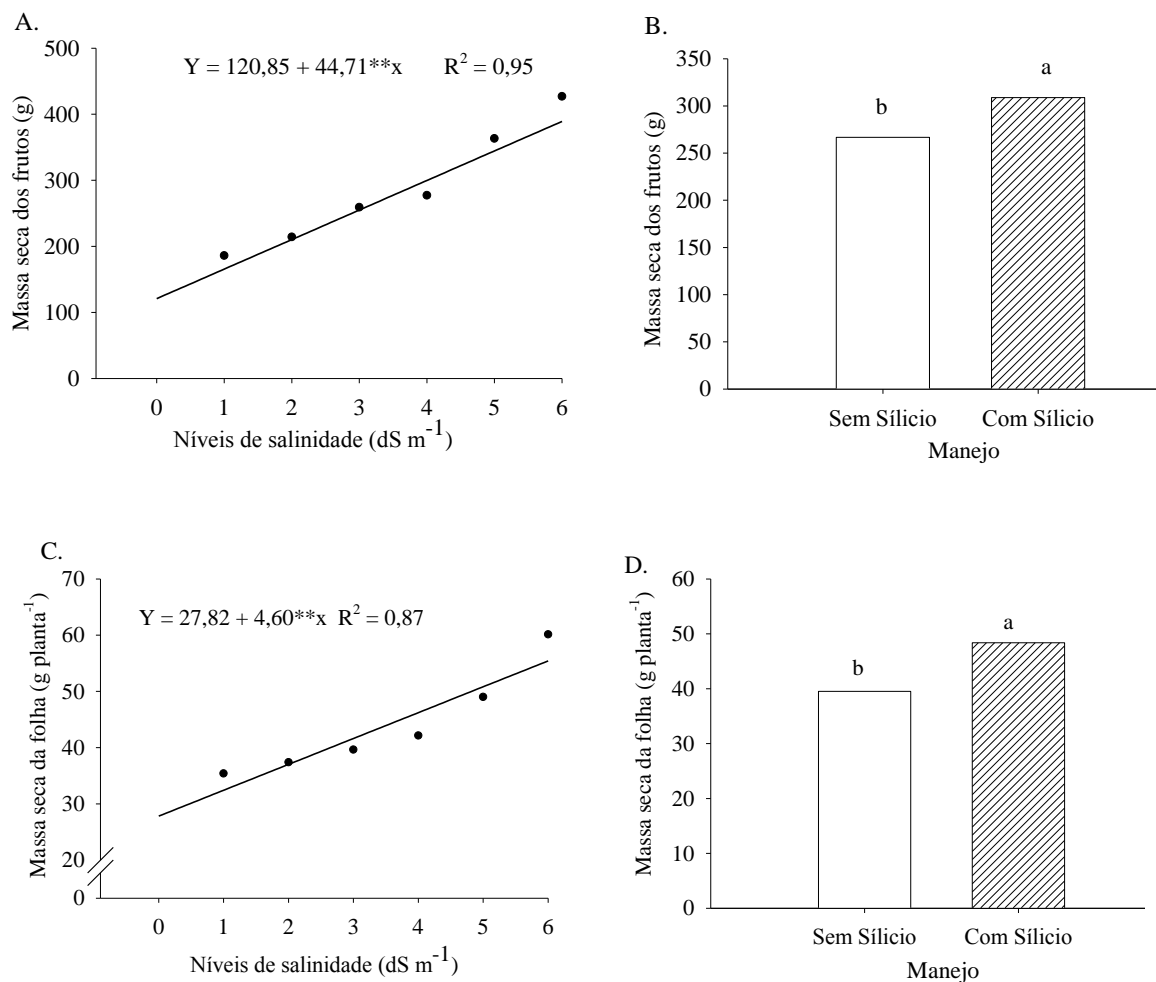 A.
Y = 120,85 + 44,71**x R² = 0,95
Massa seca dos frutos (g)
500
400
300
200
100
0
0 1 2 3 4 5 6
Níveis de salinidade (dS m⁻¹)
B.
Massa seca dos frutos (g)
350
300
250
200
150
100
50
0
b
a
Sem Sílicio Com Sílicio
Manejo
C.
Y = 27,82 + 4,60**x R² = 0,87
Massa seca da folha (g planta⁻¹)
70
60
50
40
30
20
0
0 1 2 3 4 5 6
Níveis de salinidade (dS m⁻¹)
D.
Massa seca da folha (g planta⁻¹)
60
50
40
30
20
10
0
b
a
Sem Sílicio Com Sílicio
Manejo